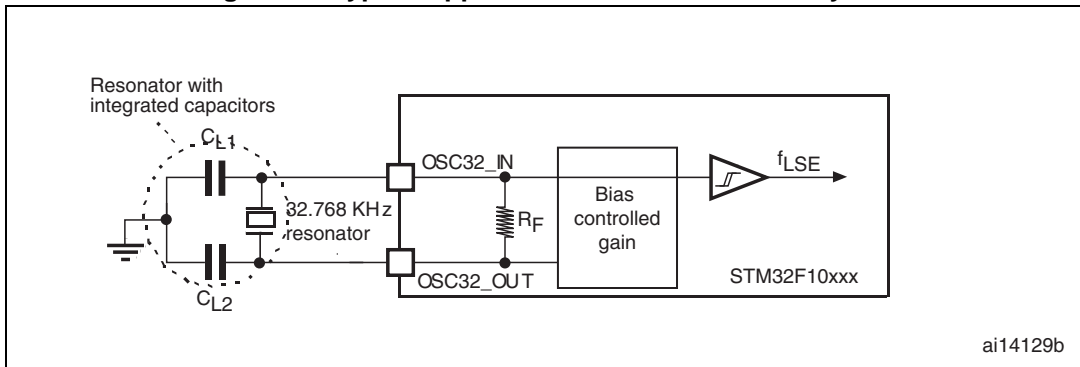 Resonator with
integrated capacitors
CL1
OSC32_IN
fLSE
Bias
controlled
gain
32.768 KHz
resonator
RF
OSC32_OUT
STM32F10xxx
CL2
ai14129b